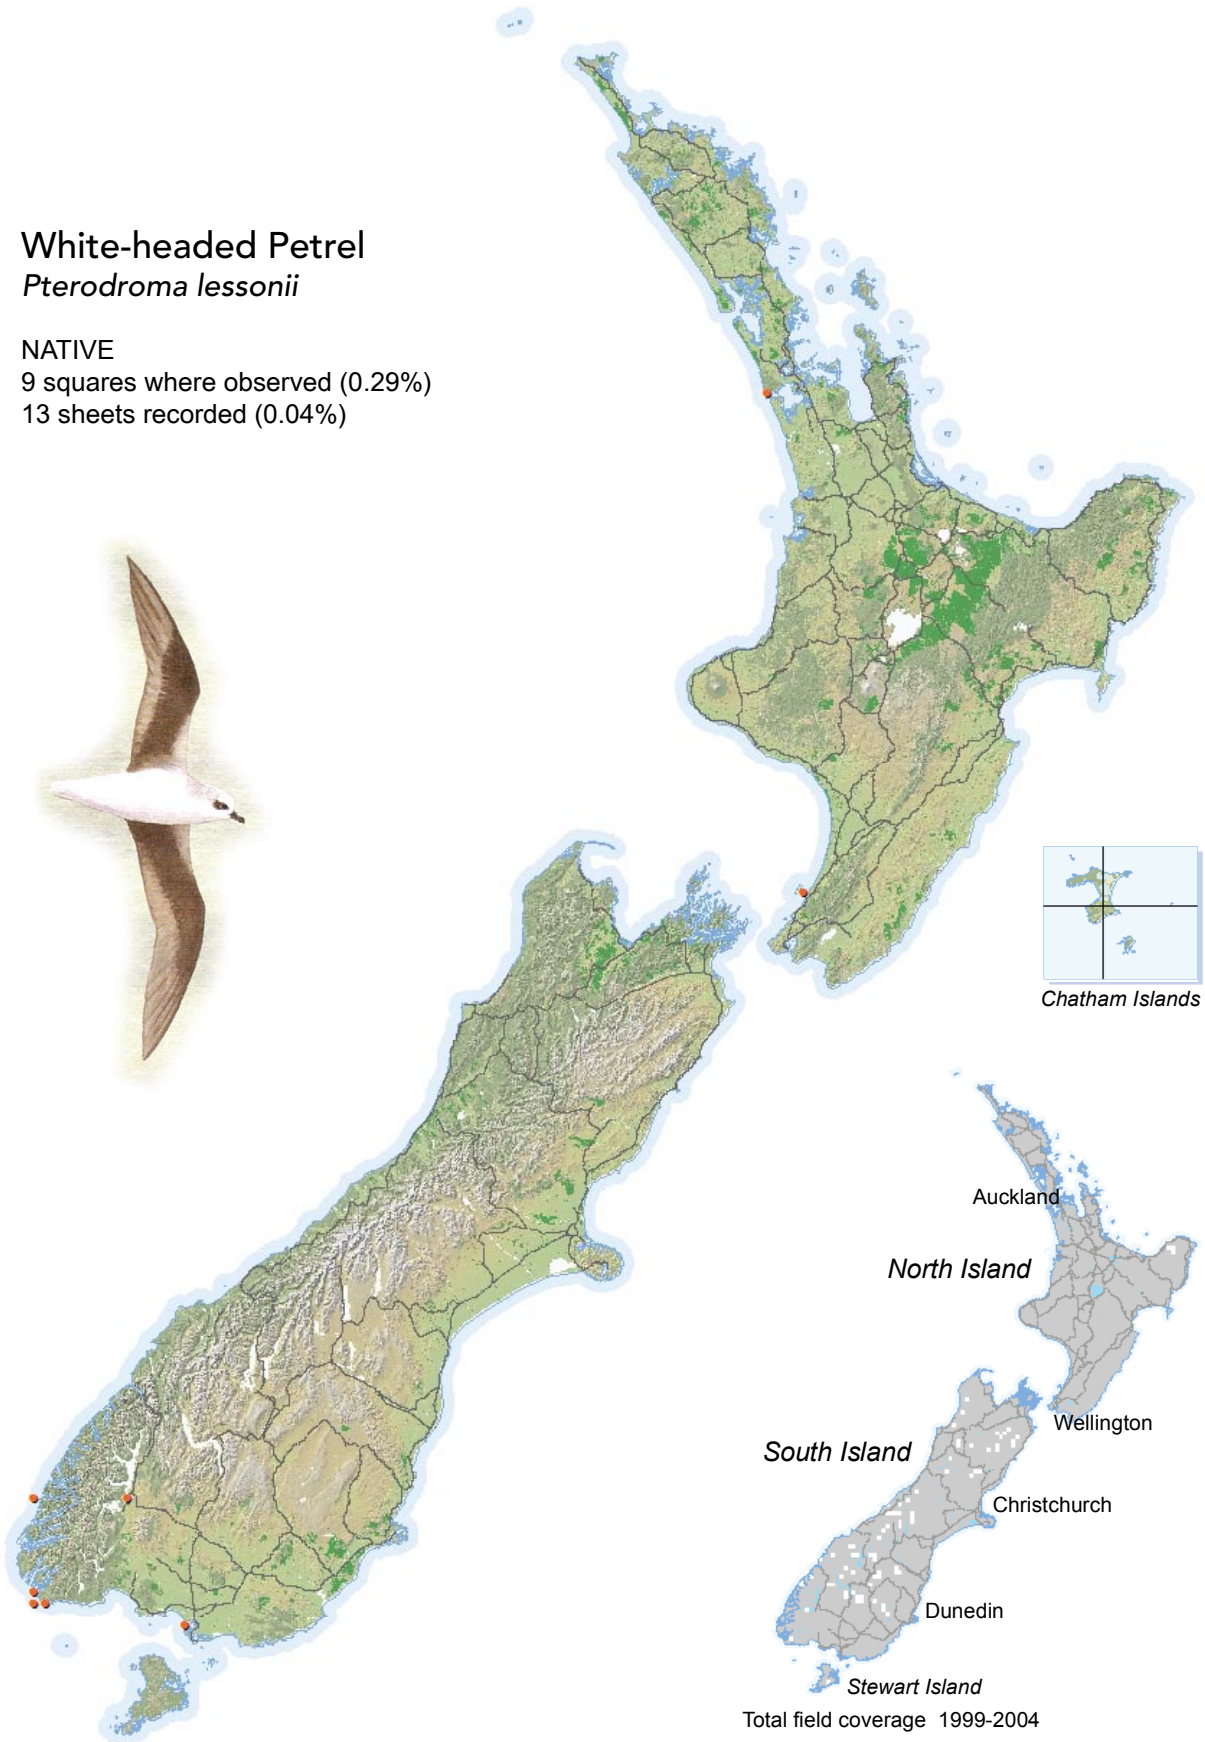 White-headed Petrel
Pterodroma lessonii
NATIVE
9 squares where observed (0.29%)
13 sheets recorded (0.04%)
Chatham Islands
Auckland
North Island
Wellington
South Island
Christchurch
Dunedin
Stewart Island
Total field coverage 1999-2004